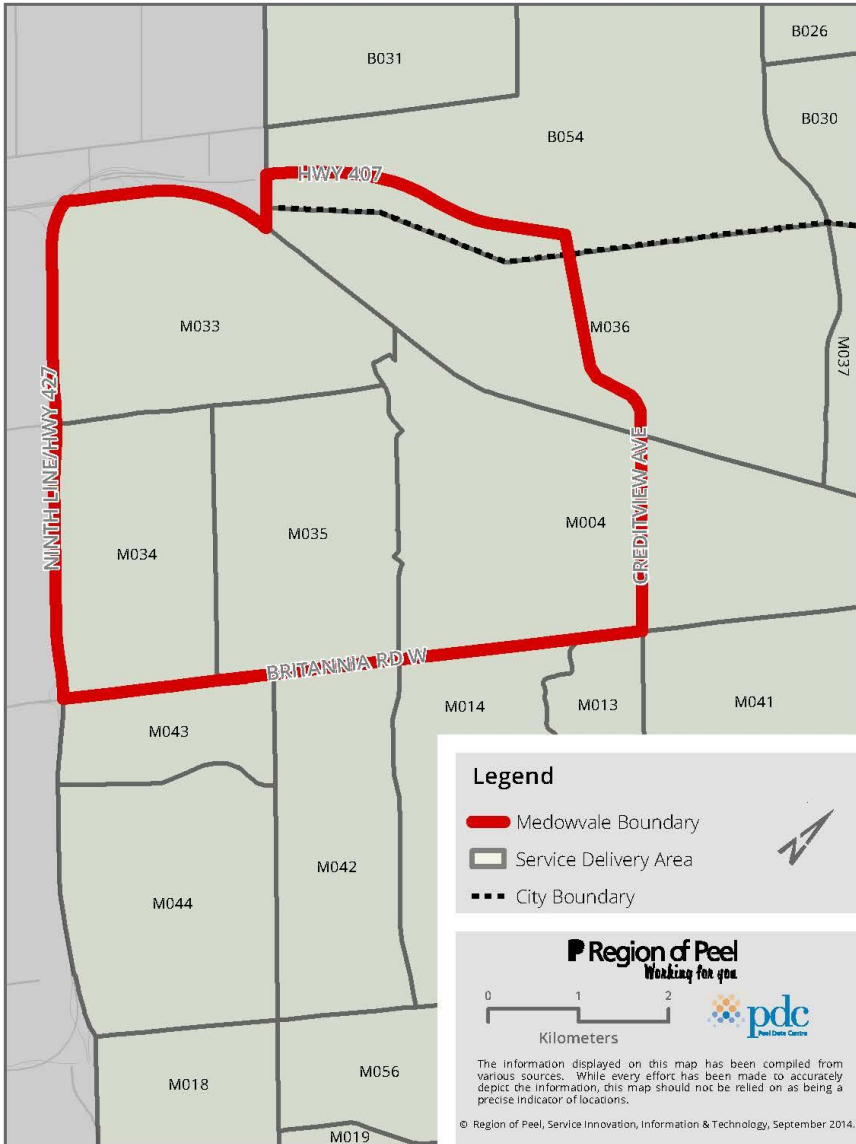 B026
B031
B030
B054
HWY 407
M033
M036
M037
NINTH LINE/HWY 427
CREDITVIEW AVE
M004
M035
M034
BRITANNIA RD W
M014
M013
M041
M043
M042
M044
M018
M056
M019
Legend
Medowvale Boundary
Service Delivery Area
City Boundary
N
Region of Peel
Working for you
0 1 2
Kilometers
pdc
Peel Data Centre
The information displayed on this map has been compiled from
various sources. While every effort has been made to accurately
depict the information, this map should not be relied on as being a
precise indicator of locations.
© Region of Peel, Service Innovation, Information & Technology, September 2014.